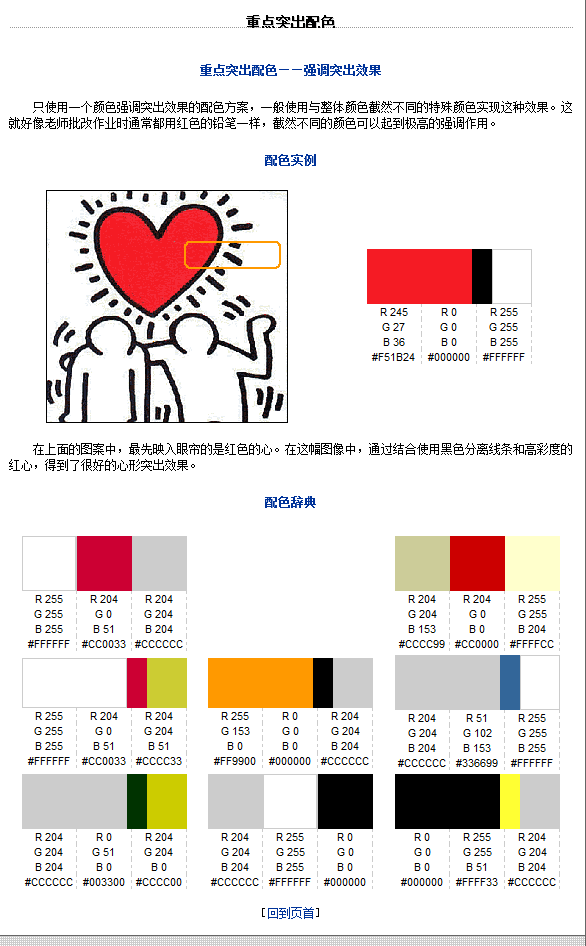 重点突出配色
重点突出配色——强调突出效果
只使用一个颜色强调突出效果的配色方案，一般使用与整体颜色截然不同的特殊颜色实现这种效果。这
就好像老师批改作业时通常都用红色的铅笔一样，截然不同的颜色可以起到极高的强调作用。
配色实例
R 245 R 0 R 255
G 27 G 0 G 255
B 36 B 0 B 255
#F51B24 #000000 #FFFFFF
在上面的图案中，最先映入眼帘的是红色的心。在这幅图像中，通过结合使用黑色分离线条和高彩度的
红心，得到了很好的心形突出效果。
配色辞典
R 255 R 204 R 204
G 255 G 0 G 204
B 255 B 51 B 204
#FFFFFF #CC0033 #CCCCCC
R 204 R 204 R 255
G 204 G 0 G 255
B 153 B 0 B 204
#CCCC99 #CC0000 #FFFFCC
R 255 R 204 R 204
G 255 G 0 G 204
B 255 B 51 B 51
#FFFFFF #CC0033 #CCCC33
R 255 R 0 R 204
G 153 G 0 G 204
B 0 B 0 B 204
#FF9900 #000000 #CCCCCC
R 204 R 51 R 255
G 204 G 102 G 255
B 204 B 153 B 255
#CCCCCC #336699 #FFFFFF
R 204 R 0 R 204
G 204 G 51 G 204
B 204 B 0 B 0
#CCCCCC #003300 #CCCC00
R 204 R 255 R 0
G 204 G 255 G 0
B 204 B 255 B 0
#CCCCCC #FFFFFF #000000
R 0 R 255 R 204
G 0 G 255 G 204
B 0 B 51 B 204
#000000 #FFFF33 #CCCCCC
[回到页首]